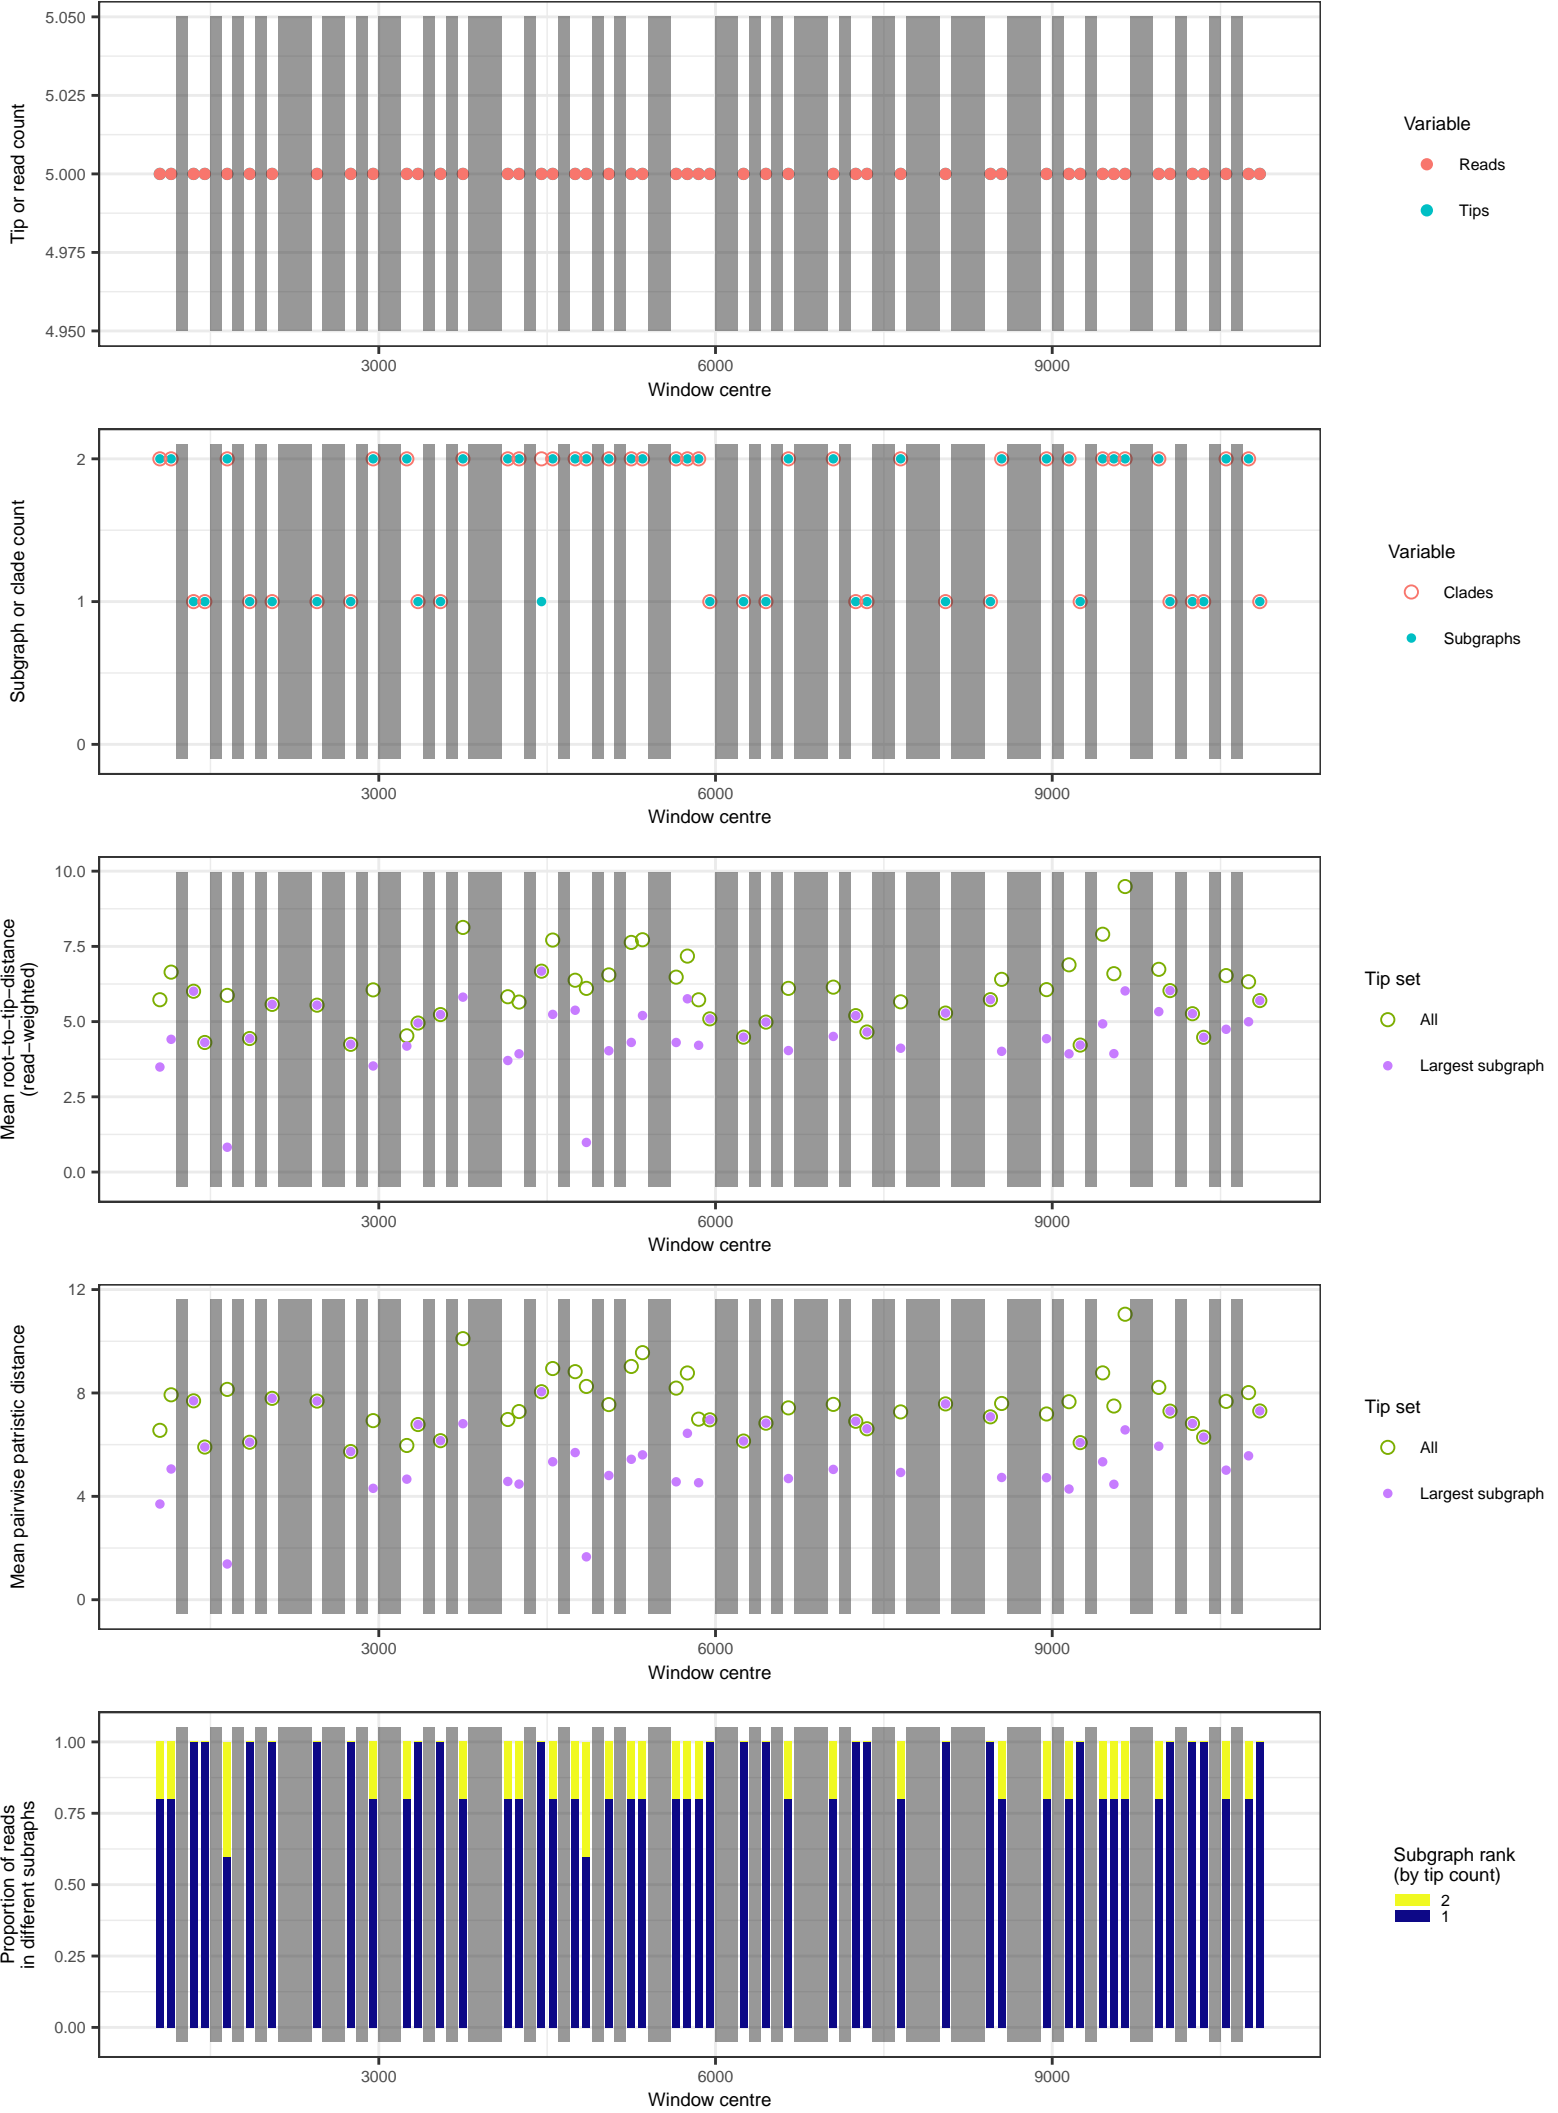 Tip or read count
5.050
5.025
5.000
4.975
4.950
3000
6000
9000
Window centre
Variable
Reads
Tips
Subgraph or clade count
2
1
0
3000
6000
9000
Window centre
Variable
Clades
Subgraphs
Mean root−to−tip−distance
(read−weighted)
10.0
7.5
5.0
2.5
0.0
3000
6000
9000
Window centre
Tip set
All
Largest subgraph
Mean pairwise patristic distance
12
8
4
0
3000
6000
9000
Window centre
Tip set
All
Largest subgraph
Proportion of reads
in different subraphs
1.00
0.75
0.50
0.25
0.00
3000
6000
9000
Window centre
Subgraph rank
(by tip count)
2
1